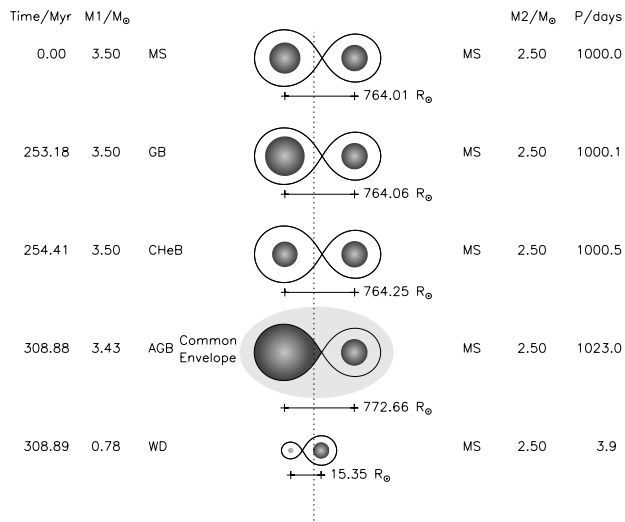 Time/Myr M1/M⊙ M2/M⊙ P/days
0.00 3.50 MS MS 2.50 1000.0
764.01 R⊙
253.18 3.50 GB MS 2.50 1000.1
764.06 R⊙
254.41 3.50 CHeB MS 2.50 1000.5
764.25 R⊙
308.88 3.43 AGB Common Envelope MS 2.50 1023.0
772.66 R⊙
308.89 0.78 WD MS 2.50 3.9
15.35 R⊙